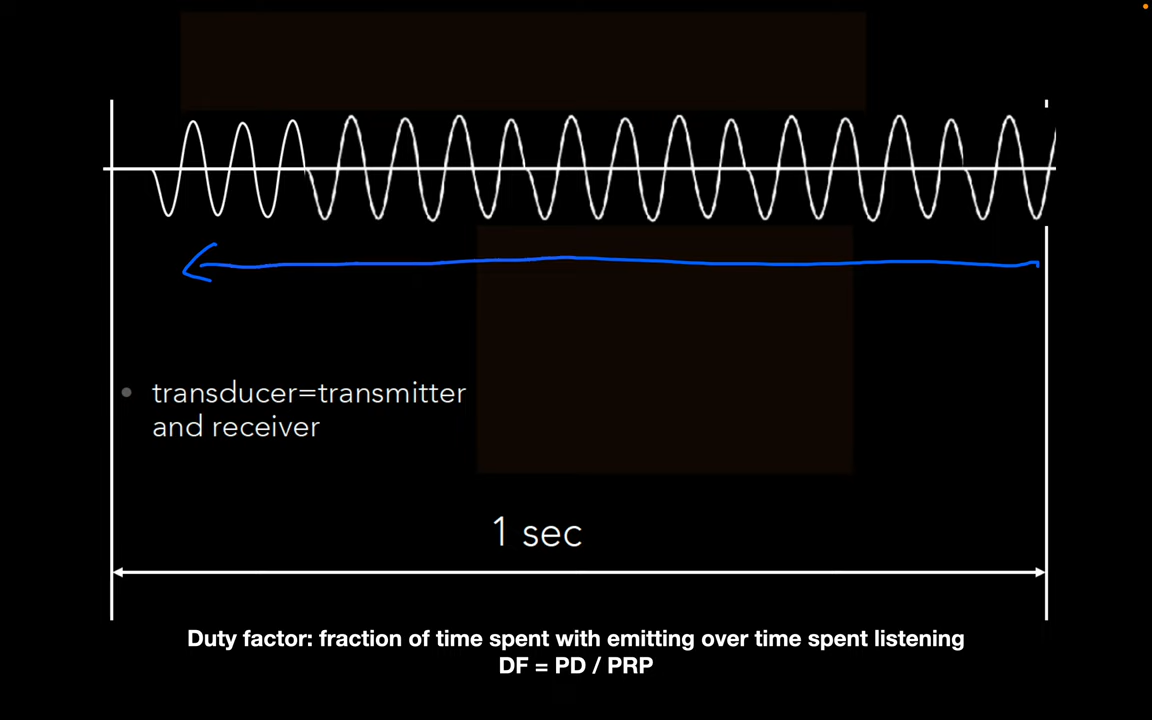 transducer=transmitter
and receiver
1 sec
Duty factor: fraction of time spent with emitting over time spent listening
DF = PD / PRP